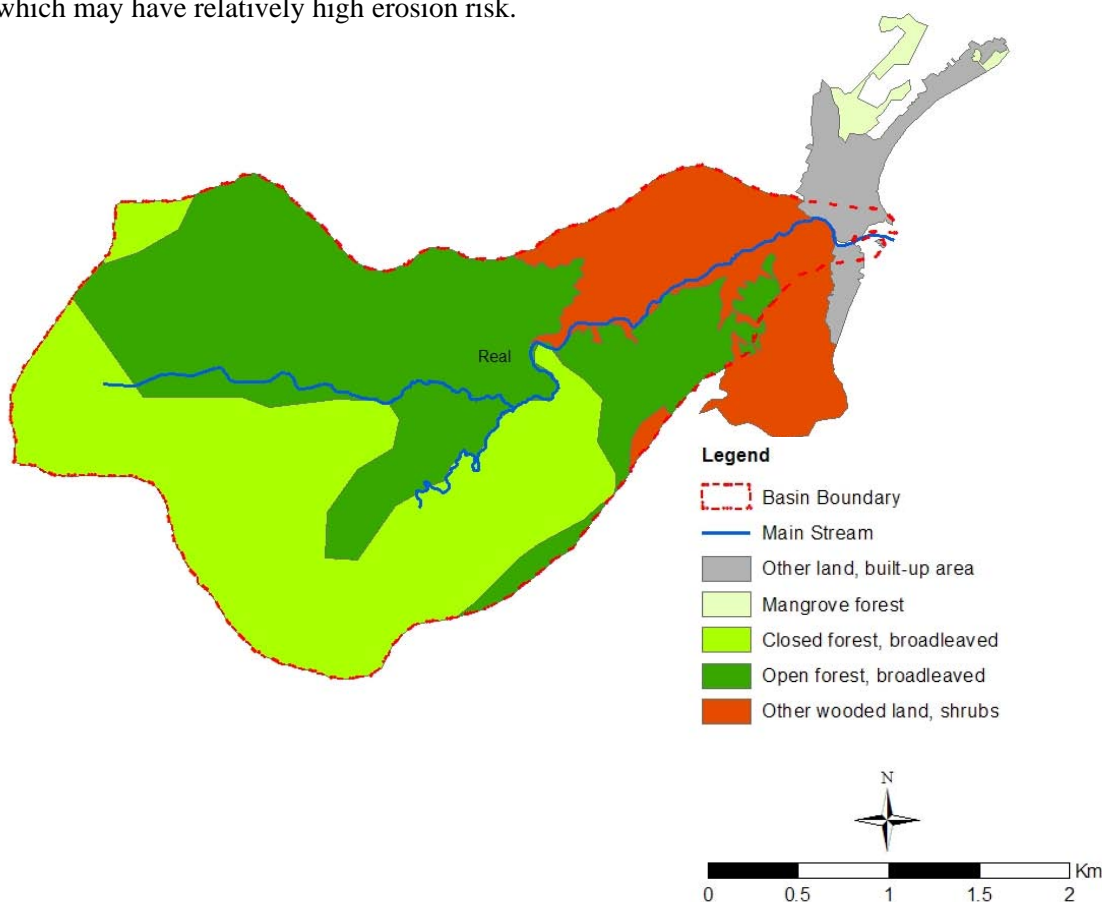 which may have relatively high erosion risk.
Real
Legend
Basin Boundary
Main Stream
Other land, built-up area
Mangrove forest
Closed forest, broadleaved
Open forest, broadleaved
Other wooded land, shrubs
N
Km
0 0.5 1 1.5 2